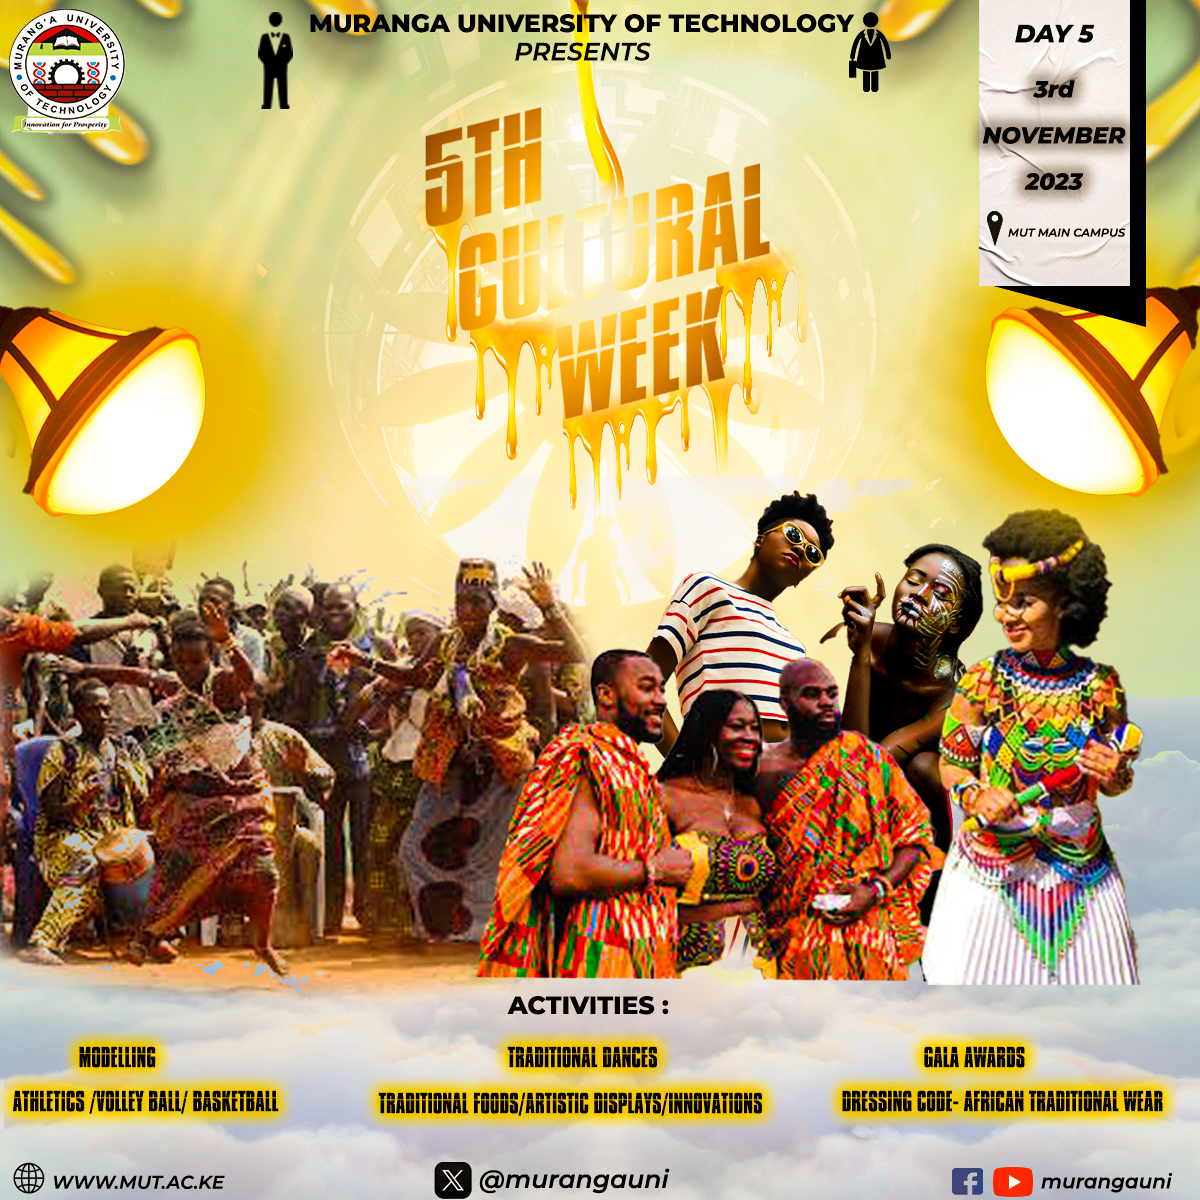 MURANG'A UNIVERSITY
OF TECHNOLOGY
Innovation for Prosperity
MURANGA UNIVERSITY OF TECHNOLOGY
PRESENTS
DAY 5
3rd
NOVEMBER
2023
MUT MAIN CAMPUS
5TH
CULTURAL
WEEK
ACTIVITIES :
MODELLING
TRADITIONAL DANCES
GALA AWARDS
ATHLETICS /VOLLEY BALL/ BASKETBALL
TRADITIONAL FOODS/ARTISTIC DISPLAYS/INNOVATIONS
DRESSING CODE- AFRICAN TRADITIONAL WEAR
WWW.MUT.AC.KE
@murangauni
murangauni